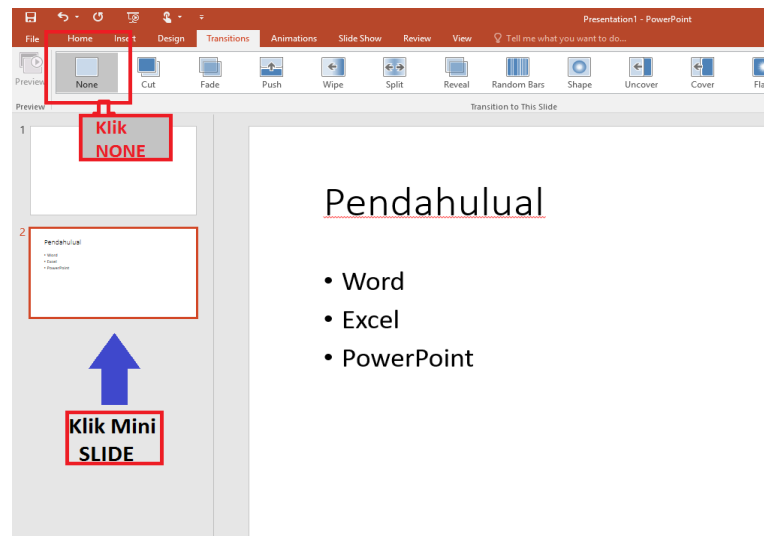 Presentation1 - PowerPoint
File Home Insert Design Transitions Animations Slide Show Review View Tell me what you want to do...
Preview None Cut Fade Push Wipe Split Reveal Random Bars Shape Uncover Cover Fla
Preview Transition to This Slide
Klik
NONE
1
2
Pendahulual
• Word
• Excel
• PowerPoint
Klik Mini
SLIDE
Pendahulual
• Word
• Excel
• PowerPoint